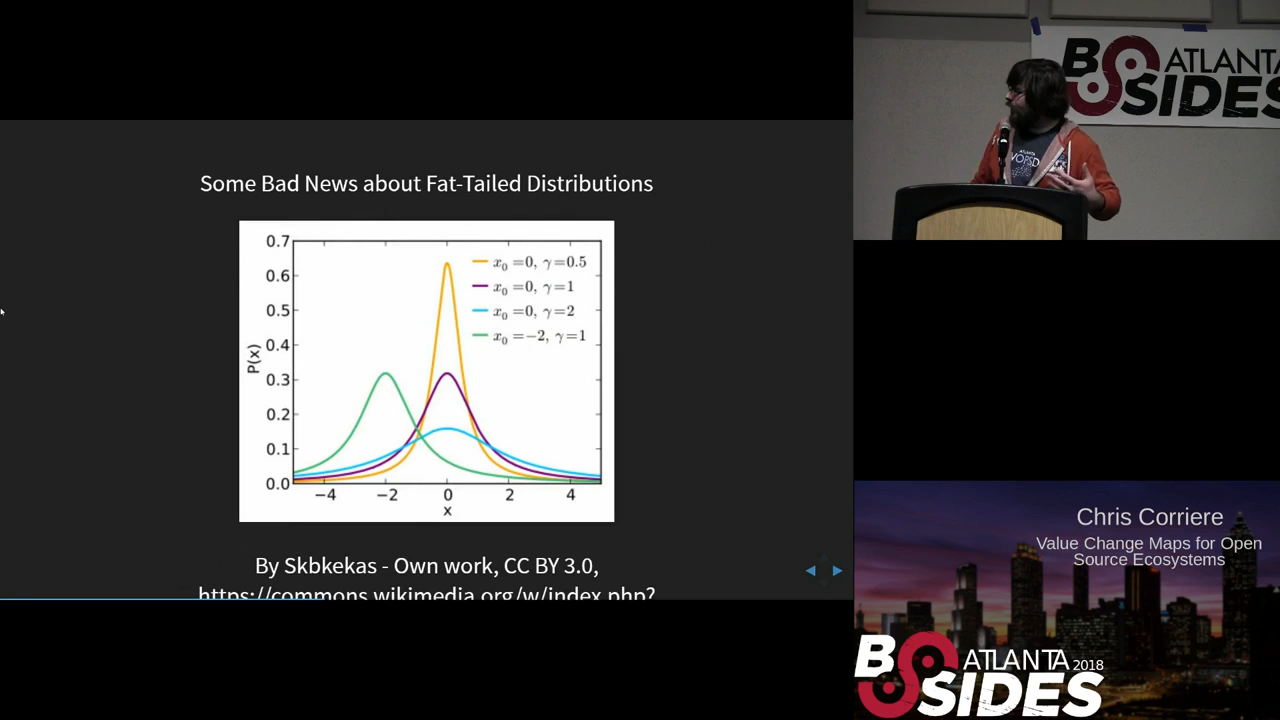 Some Bad News about Fat-Tailed Distributions
0.7
0.6
0.5
0.4
0.3
0.2
0.1
0.0
P(x)
−4
−2
0
2
4
x
x₀=0, γ=0.5
x₀=0, γ=1
x₀=0, γ=2
x₀=−2, γ=1
By Skbkekas - Own work, CC BY 3.0,
https://commons.wikimedia.org/w/index.php?
BSIDES ATLANTA
ATLANTA
Chris Corriere
Value Change Maps for Open
Source Ecosystems
BSIDES ATLANTA 2018